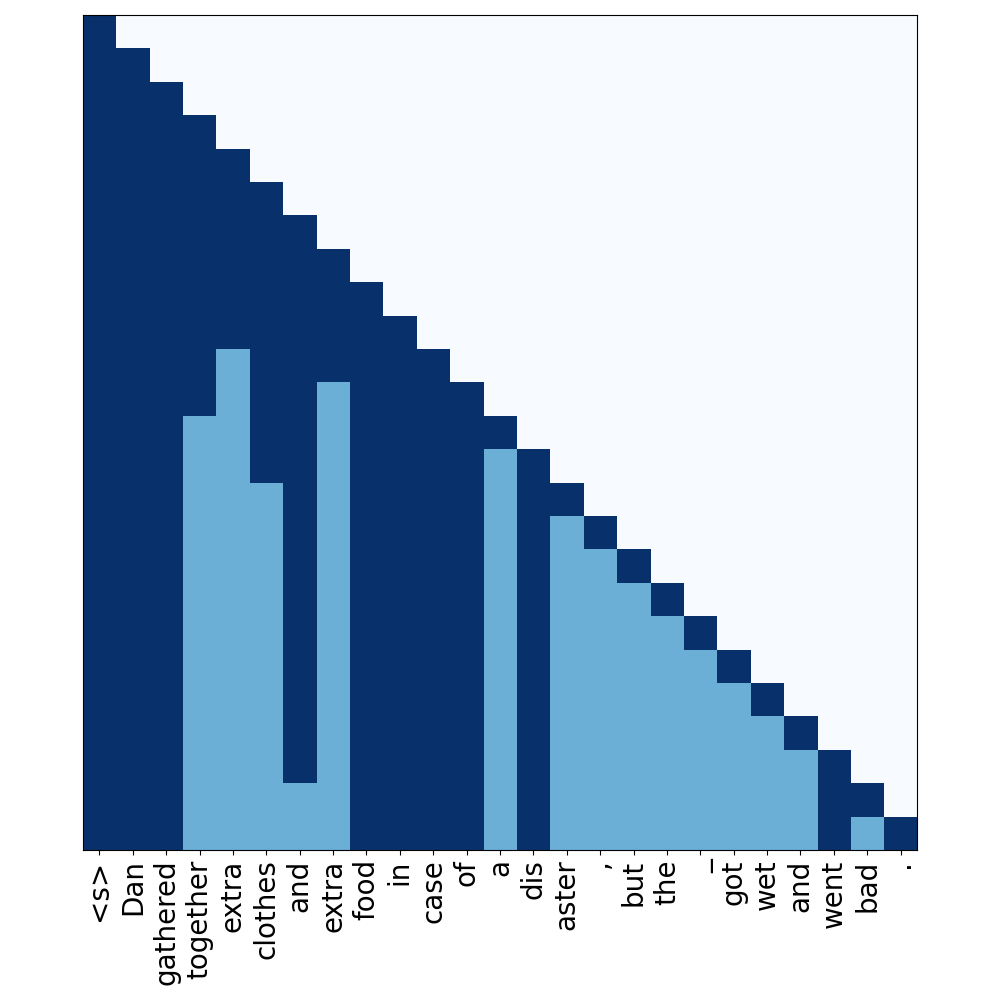 <s> Dan gathered together extra clothes and extra food in case of a dis aster , but the _ got wet and went bad .